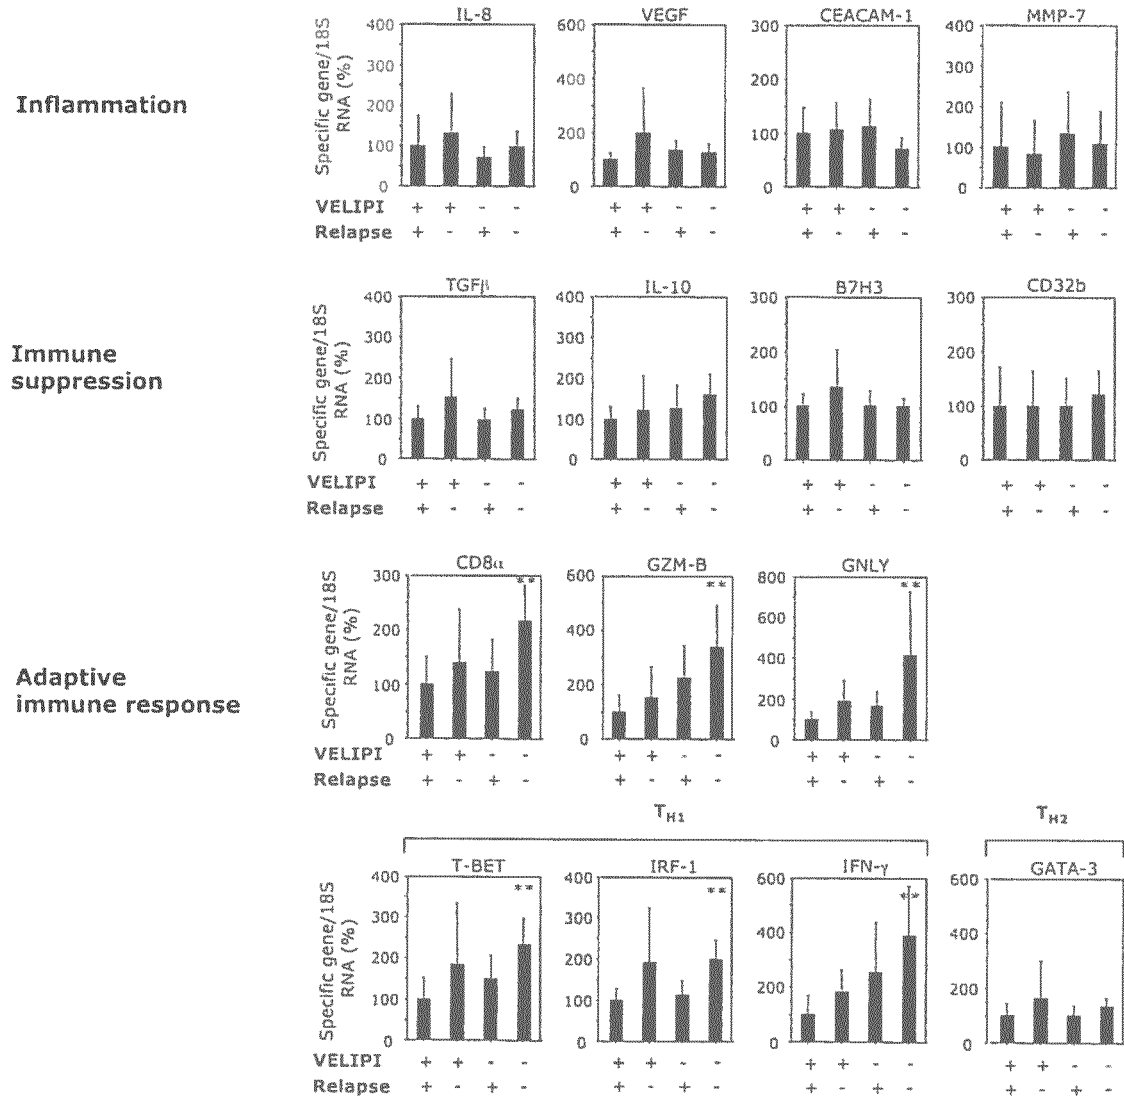 IL-8 VEGF CEACAM-1 MMP-7
Inflammation
Specific gene/18S
RNA (%)
400 300 200 100 0
600 400 200 0
300 200 100 0
400 300 200 100 0
VELIPI + + - - + + - - + + - - + + - -
Relapse + - + - + - + - + - + - + - + -
TGFβ IL-10 B7H3 CD32b
Immune
suppression
Specific gene/18S
RNA (%)
400 300 200 100 0
400 300 200 100 0
300 200 100 0
300 200 100 0
VELIPI + + - - + + - - + + - - + + - -
Relapse + - + - + - + - + - + - + - + -
CD8α GZM-B GNLY
Adaptive
immune response
Specific gene/18S
RNA (%)
300 200 100 0
600 400 200 0
800 600 400 200 0
** ** **
VELIPI + + - - + + - - + + - -
Relapse + - + - + - + - + - + -
TH1 TH2
T-BET IRF-1 IFN-γ GATA-3
Specific gene/18S
RNA (%)
400 300 200 100 0
400 300 200 100 0
600 400 200 0
600 400 200 0
** ** **
VELIPI + + - - + + - - + + - - + + - -
Relapse + - + - + - + - + - + - + - + -